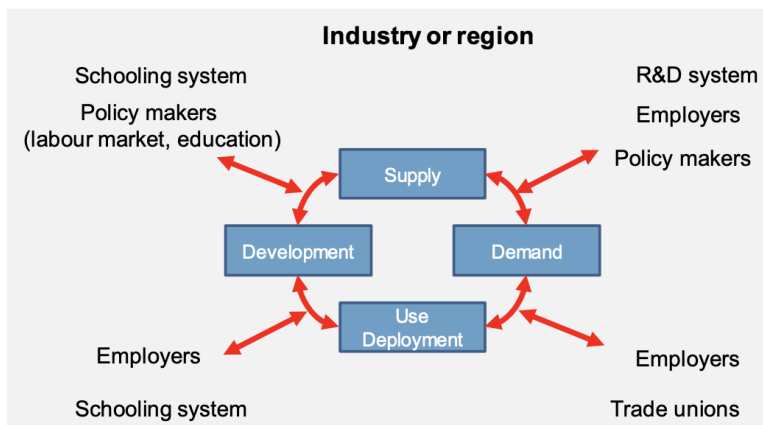 Industry or region
Schooling system
R&D system
Policy makers
(labour market, education)
Employers
Policy makers
Supply
Development
Demand
Use
Deployment
Employers
Employers
Schooling system
Trade unions